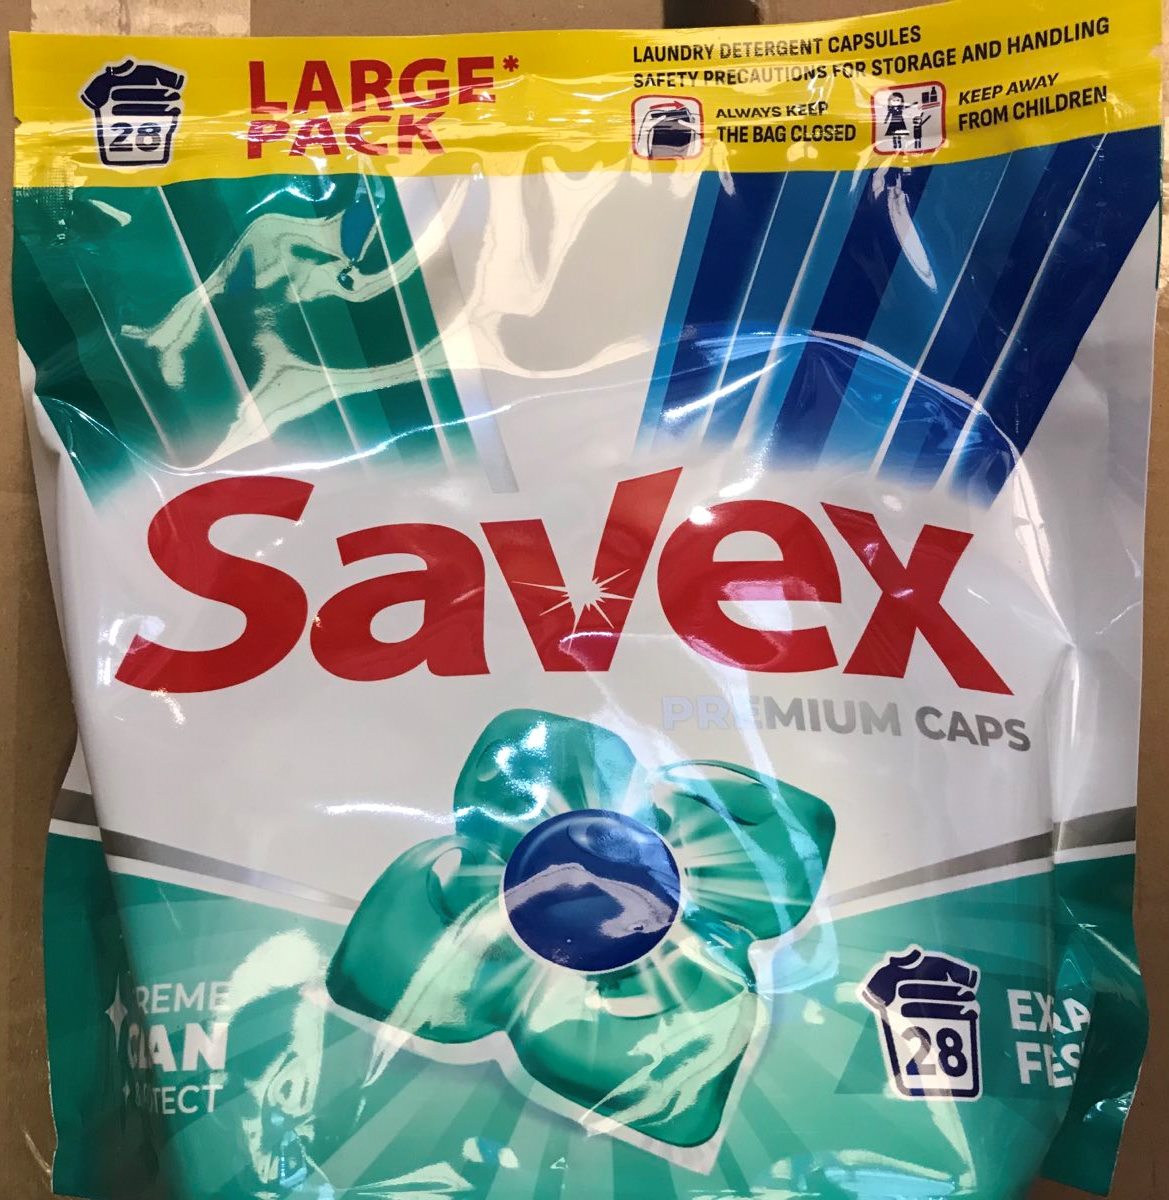 28
LARGE*
PACK
LAUNDRY DETERGENT CAPSULES
SAFETY PRECAUTIONS FOR STORAGE AND HANDLING
ALWAYS KEEP
THE BAG CLOSED
KEEP AWAY
FROM CHILDREN
Savex
PREMIUM CAPS
28